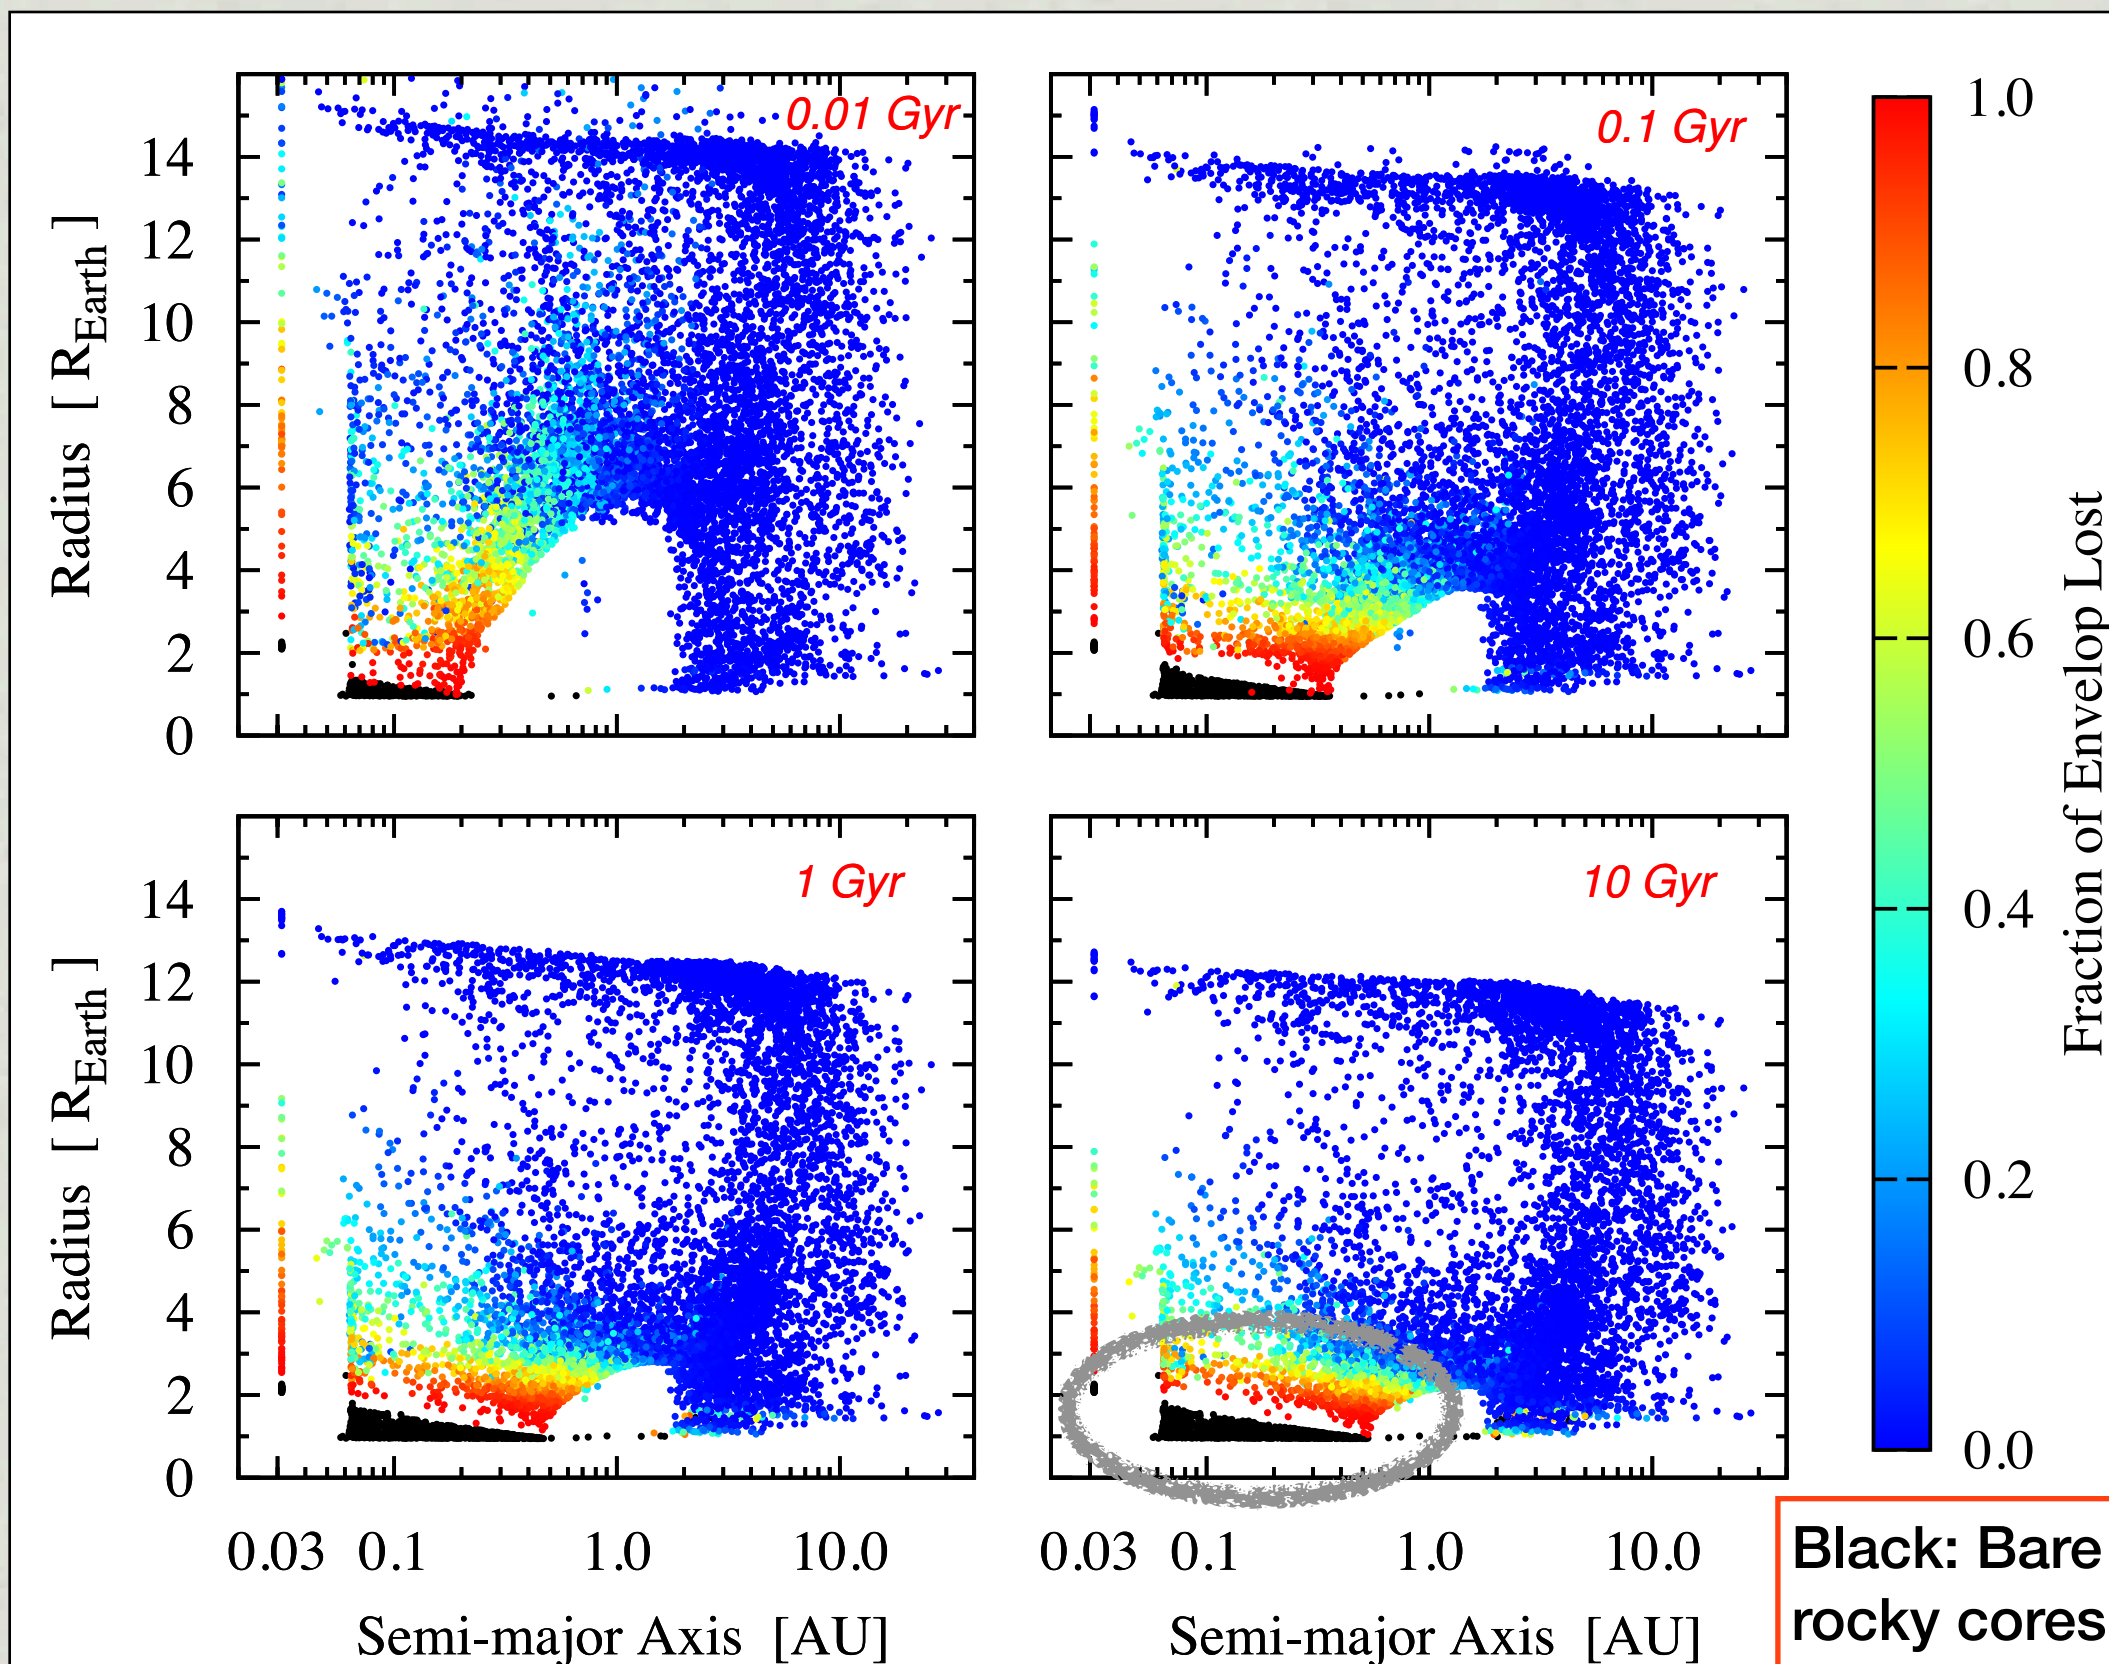 0.01 Gyr
0.1 Gyr
14
12
10
8
6
4
2
0
Radius [ R_Earth ]
1 Gyr
10 Gyr
14
12
10
8
6
4
2
0
Radius [ R_Earth ]
0.03 0.1 1.0 10.0
0.03 0.1 1.0 10.0
Semi-major Axis [AU]
Semi-major Axis [AU]
1.0
0.8
0.6
0.4
0.2
0.0
Fraction of Envelop Lost
Black: Bare
rocky cores